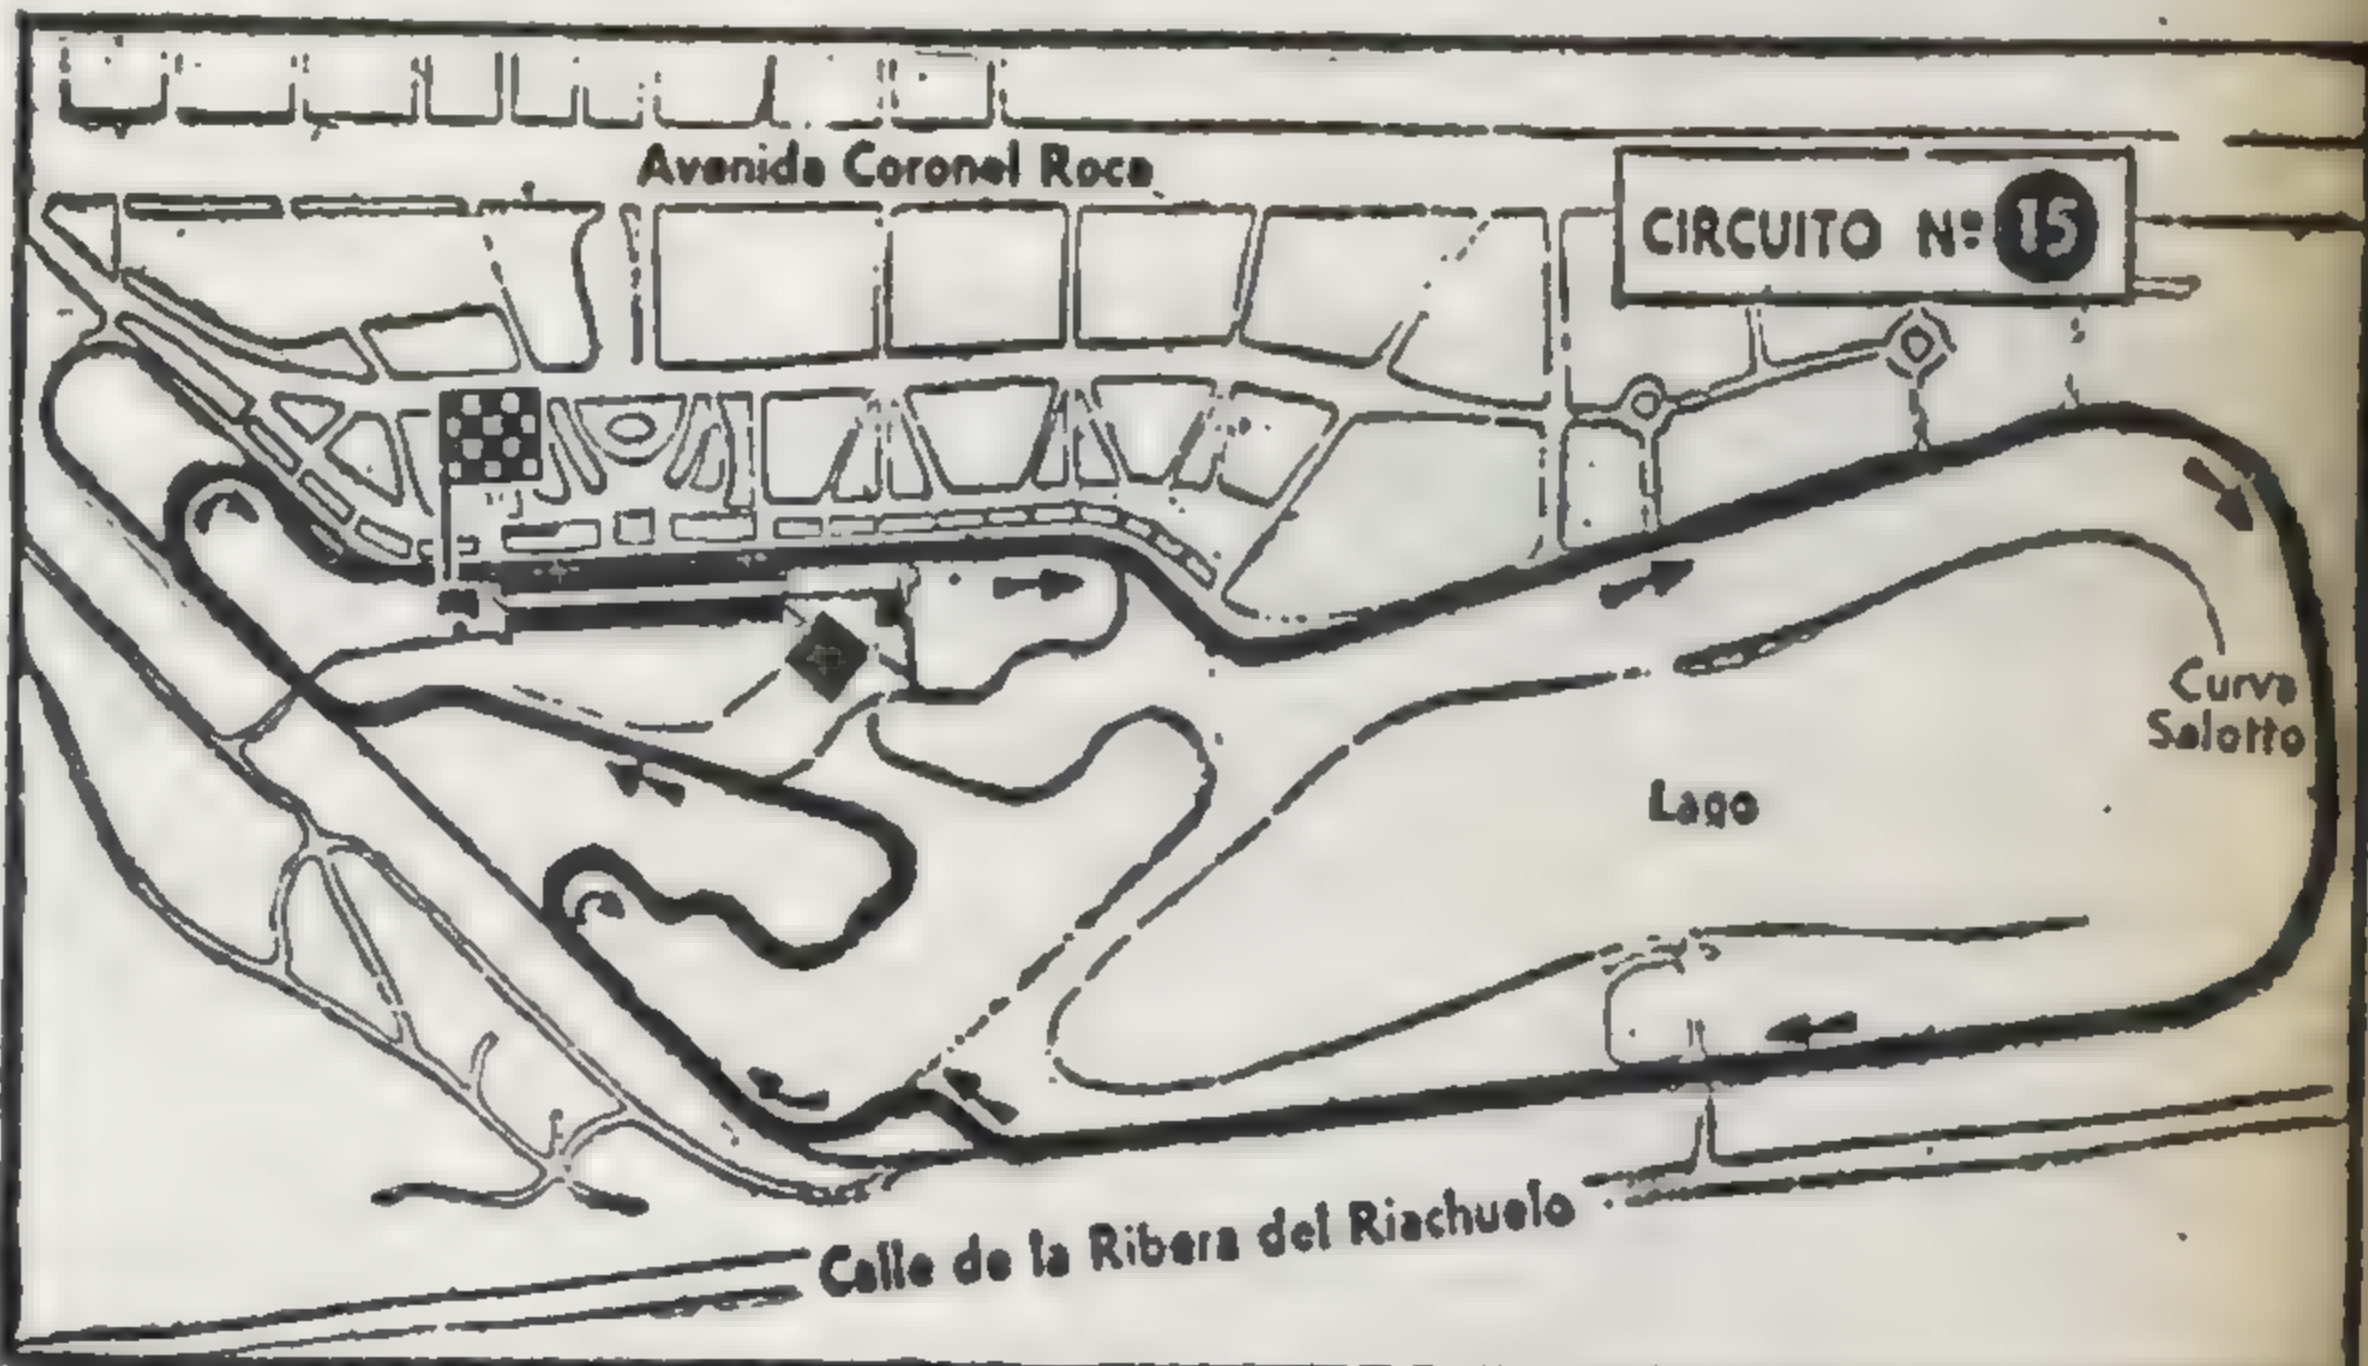 Avenida Coronel Roca
CIRCUITO Nº 15
Curva
Salotto
Lago
Calle de la Ribera del Riachuelo